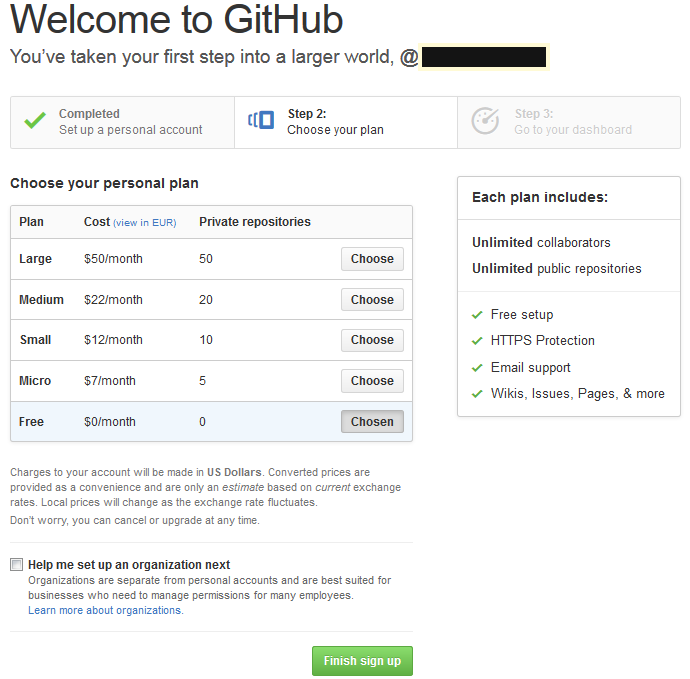 Welcome to GitHub
You've taken your first step into a larger world, @
Completed
Set up a personal account
Step 2:
Choose your plan
Step 3:
Go to your dashboard
Choose your personal plan
Plan Cost (view in EUR) Private repositories
Large $50/month 50 Choose
Medium $22/month 20 Choose
Small $12/month 10 Choose
Micro $7/month 5 Choose
Free $0/month 0 Chosen
Charges to your account will be made in US Dollars. Converted prices are
provided as a convenience and are only an estimate based on current exchange
rates. Local prices will change as the exchange rate fluctuates.
Don't worry, you can cancel or upgrade at any time.
Help me set up an organization next
Organizations are separate from personal accounts and are best suited for
businesses who need to manage permissions for many employees.
Learn more about organizations.
Finish sign up
Each plan includes:
Unlimited collaborators
Unlimited public repositories
Free setup
HTTPS Protection
Email support
Wikis, Issues, Pages, & more